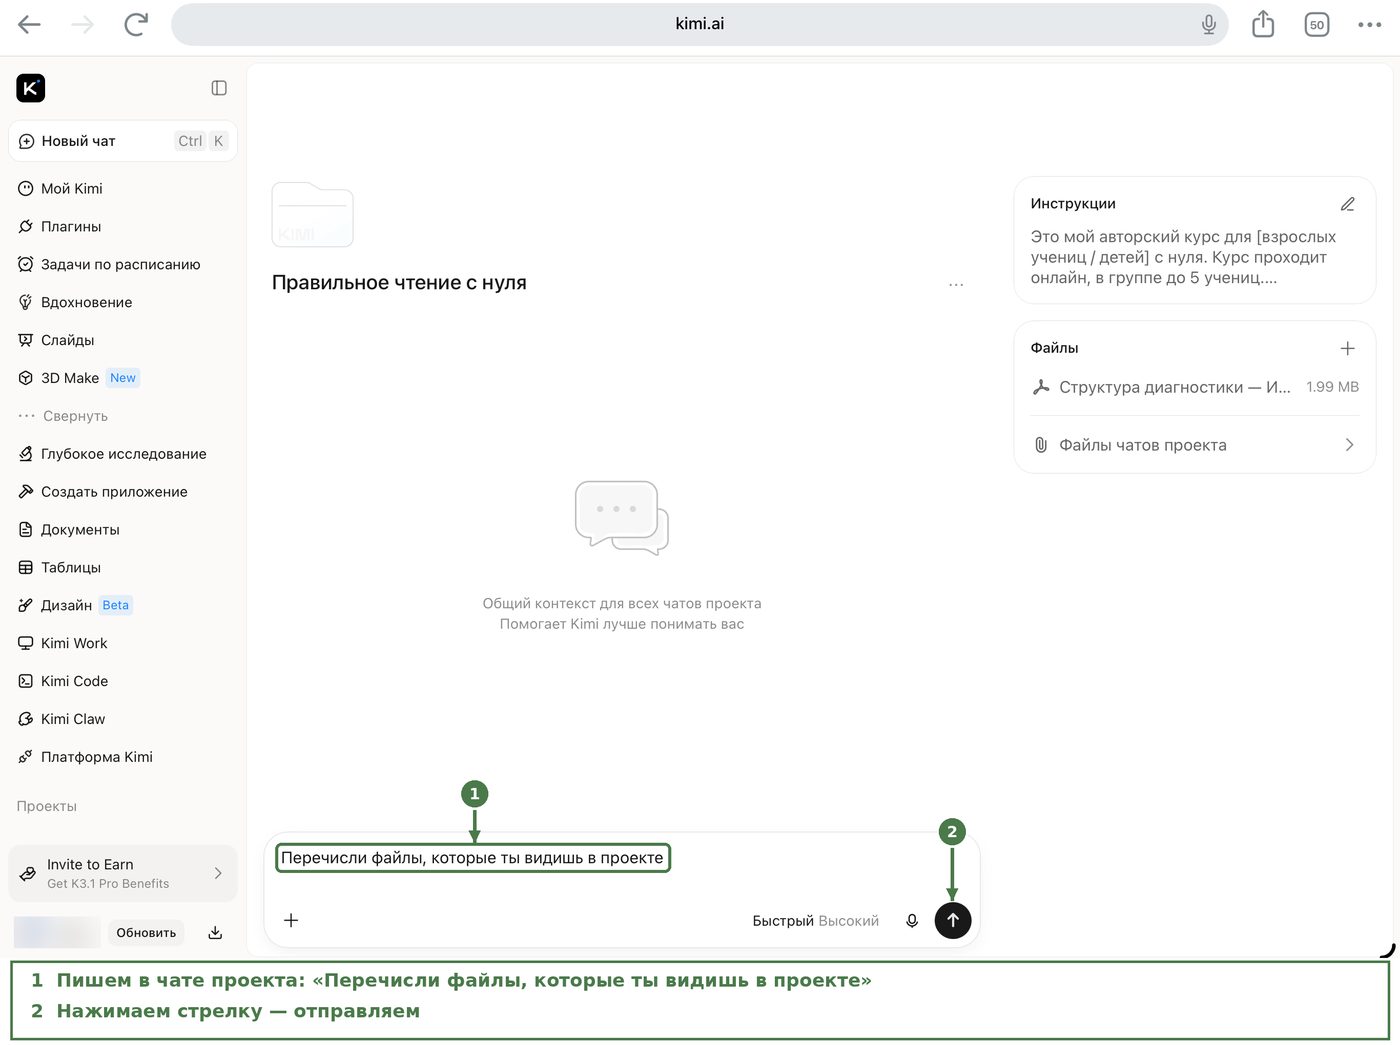 kimi.ai
50
Новый чат
Ctrl K
Мой Kimi
Плагины
Задачи по расписанию
Вдохновение
Слайды
3D Make New
Свернуть
Глубокое исследование
Создать приложение
Документы
Таблицы
Дизайн Beta
Kimi Work
Kimi Code
Kimi Claw
Платформа Kimi
Проекты
Invite to Earn
Get K3.1 Pro Benefits
Обновить
KIMI
Правильное чтение с нуля
Общий контекст для всех чатов проекта
Помогает Kimi лучше понимать вас
1
2
Перечисли файлы, которые ты видишь в проекте
Быстрый Высокий
Инструкции
Это мой авторский курс для [взрослых
учениц / детей] с нуля. Курс проходит
онлайн, в группе до 5 учениц....
Файлы
Структура диагностики — И... 1.99 MB
Файлы чатов проекта
1 Пишем в чате проекта: «Перечисли файлы, которые ты видишь в проекте»
2 Нажимаем стрелку — отправляем